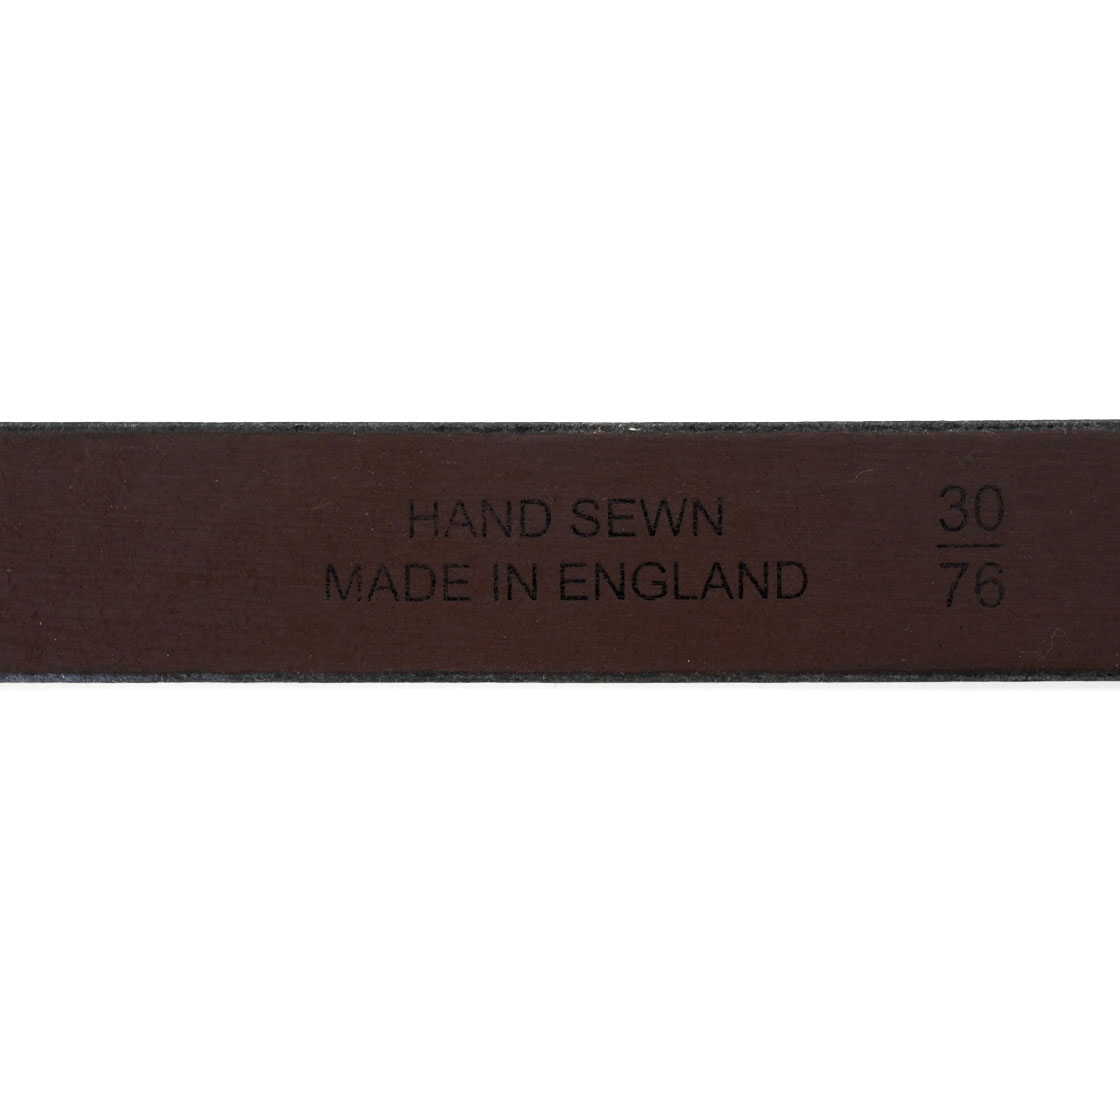 HAND SEWN
MADE IN ENGLAND
30
76